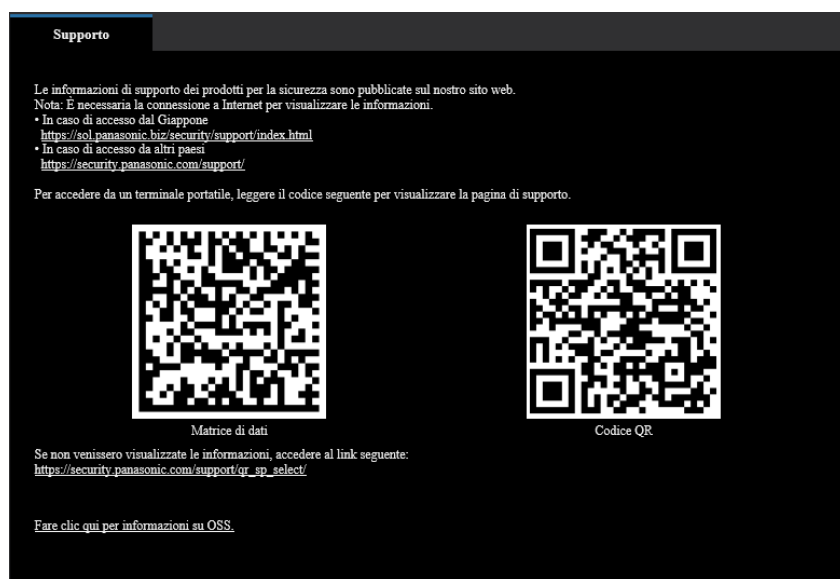 Supporto
Le informazioni di supporto dei prodotti per la sicurezza sono pubblicate sul nostro sito web.
Nota: È necessaria la connessione a Internet per visualizzare le informazioni.
• In caso di accesso dal Giappone
https://sol.panasonic.biz/security/support/index.html
• In caso di accesso da altri paesi
https://security.panasonic.com/support/
Per accedere da un terminale portatile, leggere il codice seguente per visualizzare la pagina di supporto.
Matrice di dati
Codice QR
Se non venissero visualizzate le informazioni, accedere al link seguente:
https://security.panasonic.com/support/qr_sp_select/
Fare clic qui per informazioni su OSS.